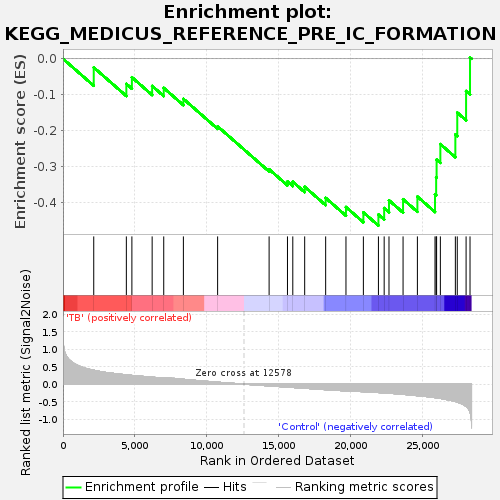 Enrichment plot:
KEGG_MEDICUS_REFERENCE_PRE_IC_FORMATION
Enrichment score (ES)
0.0
-0.1
-0.2
-0.3
-0.4
'TB' (positively correlated)
Ranked list metric (Signal2Noise)
2.0
1.5
1.0
0.5
0.0
-0.5
-1.0
Zero cross at 12578
'Control' (negatively correlated)
0
5,000
10,000
15,000
20,000
25,000
Rank in Ordered Dataset
Enrichment profile
Hits
Ranking metric scores